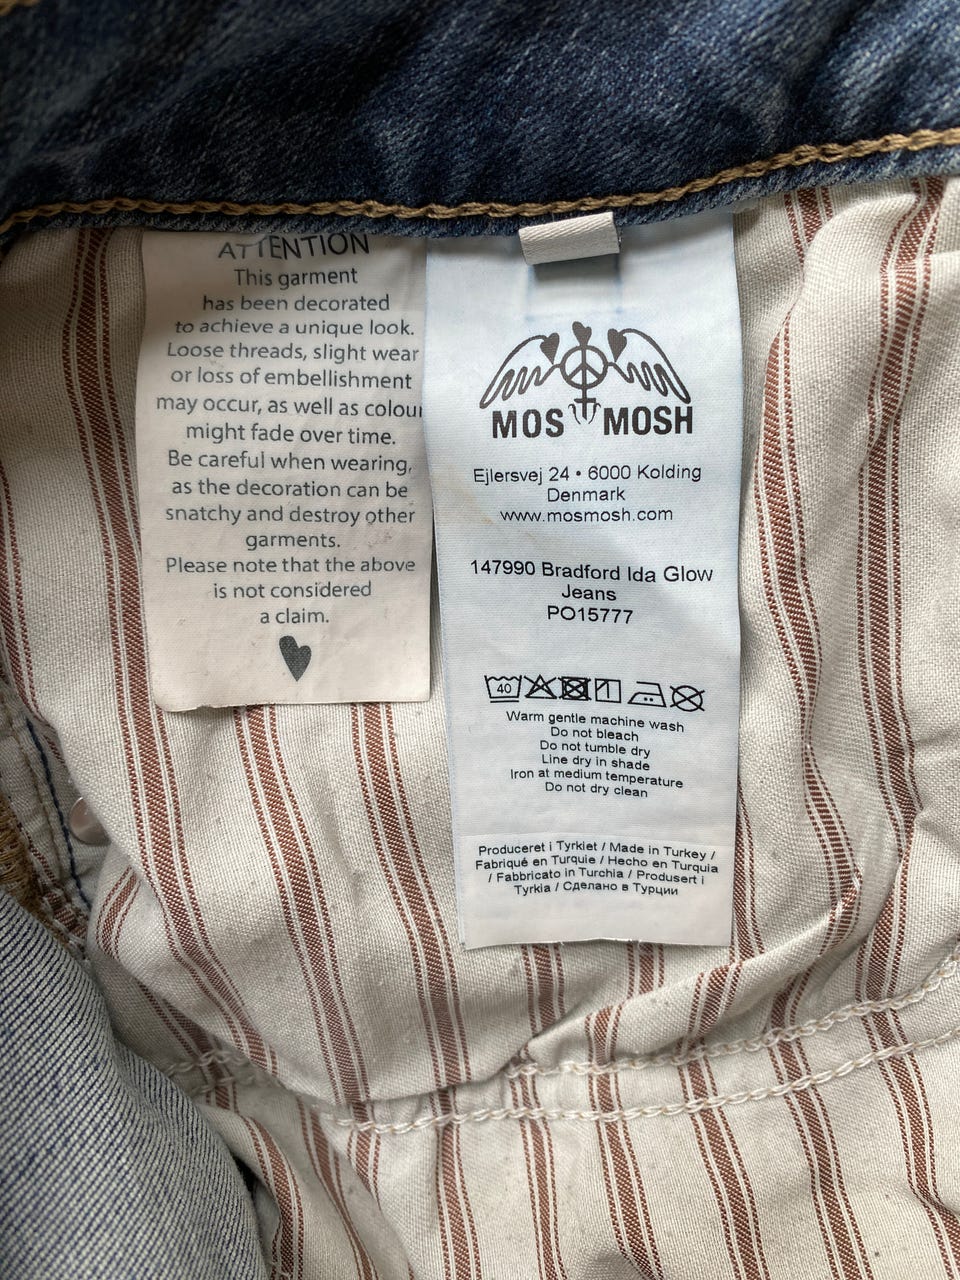 ATTENTION
This garment
has been decorated
to achieve a unique look.
Loose threads, slight wear
or loss of embellishment
may occur, as well as colour
might fade over time.
Be careful when wearing,
as the decoration can be
snatchy and destroy other
garments.
Please note that the above
is not considered
a claim.
MOS MOSH
Ejlersvej 24 • 6000 Kolding
Denmark
www.mosmosh.com
147990 Bradford Ida Glow
Jeans
PO15777
40
Warm gentle machine wash
Do not bleach
Do not tumble dry
Line dry in shade
Iron at medium temperature
Do not dry clean
Produceret i Tyrkiet / Made in Turkey /
Fabriqué en Turquie / Hecho en Turquia
/ Fabbricato in Turchia / Produsert i
Tyrkia / Сделано в Турции